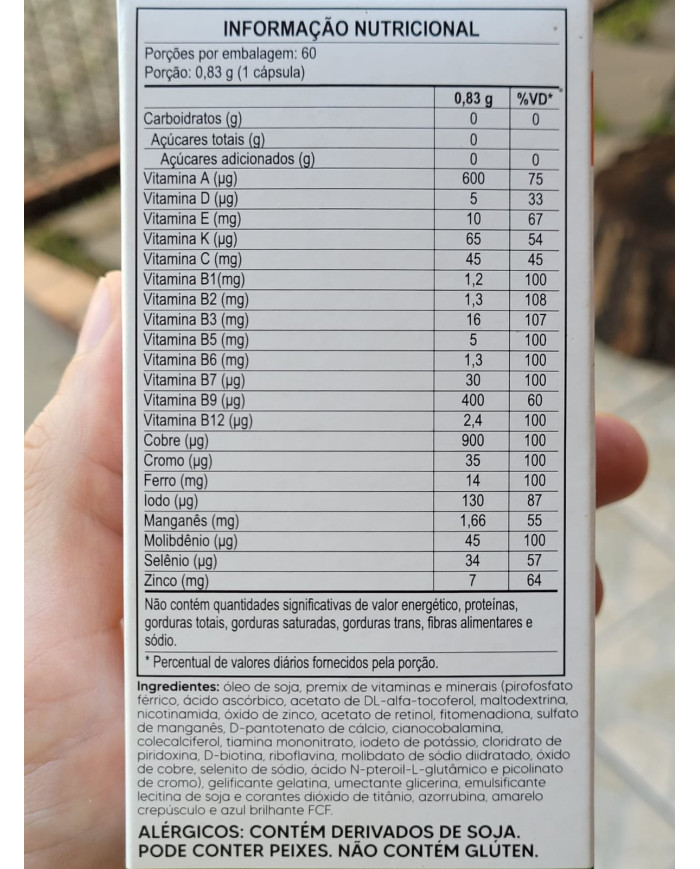 INFORMAÇÃO NUTRICIONAL
Porções por embalagem: 60
Porção: 0,83 g (1 cápsula)
0,83 g %VD*
Carboidratos (g) 0 0
Açúcares totais (g) 0
Açúcares adicionados (g) 0 0
Vitamina A (µg) 600 75
Vitamina D (µg) 5 33
Vitamina E (mg) 10 67
Vitamina K (µg) 65 54
Vitamina C (mg) 45 45
Vitamina B1(mg) 1,2 100
Vitamina B2 (mg) 1,3 108
Vitamina B3 (mg) 16 107
Vitamina B5 (mg) 5 100
Vitamina B6 (mg) 1,3 100
Vitamina B7 (µg) 30 100
Vitamina B9 (µg) 400 60
Vitamina B12 (µg) 2,4 100
Cobre (µg) 900 100
Cromo (µg) 35 100
Ferro (mg) 14 100
Iodo (µg) 130 87
Manganês (mg) 1,66 55
Molibdênio (µg) 45 100
Selênio (µg) 34 57
Zinco (mg) 7 64
Não contém quantidades significativas de valor energético, proteínas,
gorduras totais, gorduras saturadas, gorduras trans, fibras alimentares e
sódio.
* Percentual de valores diários fornecidos pela porção.
Ingredientes: óleo de soja, premix de vitaminas e minerais (pirofosfato
férrico, ácido ascórbico, acetato de DL-alfa-tocoferol, maltodextrina,
nicotinamida, óxido de zinco, acetato de retinol, fitomenadiona, sulfato
de manganês, D-pantotenato de cálcio, cianocobalamina,
colecalciferol, tiamina mononitrato, iodeto de potássio, cloridrato de
piridoxina, D-biotina, riboflavina, molibdato de sódio diidratado, óxido
de cobre, selenito de sódio, ácido N-pteroil-L-glutâmico e picolinato
de cromo), gelificante gelatina, umectante glicerina, emulsificante
lecitina de soja e corantes dióxido de titânio, azorrubina, amarelo
crepúsculo e azul brilhante FCF.
ALÉRGICOS: CONTÉM DERIVADOS DE SOJA.
PODE CONTER PEIXES. NÃO CONTÉM GLÚTEN.